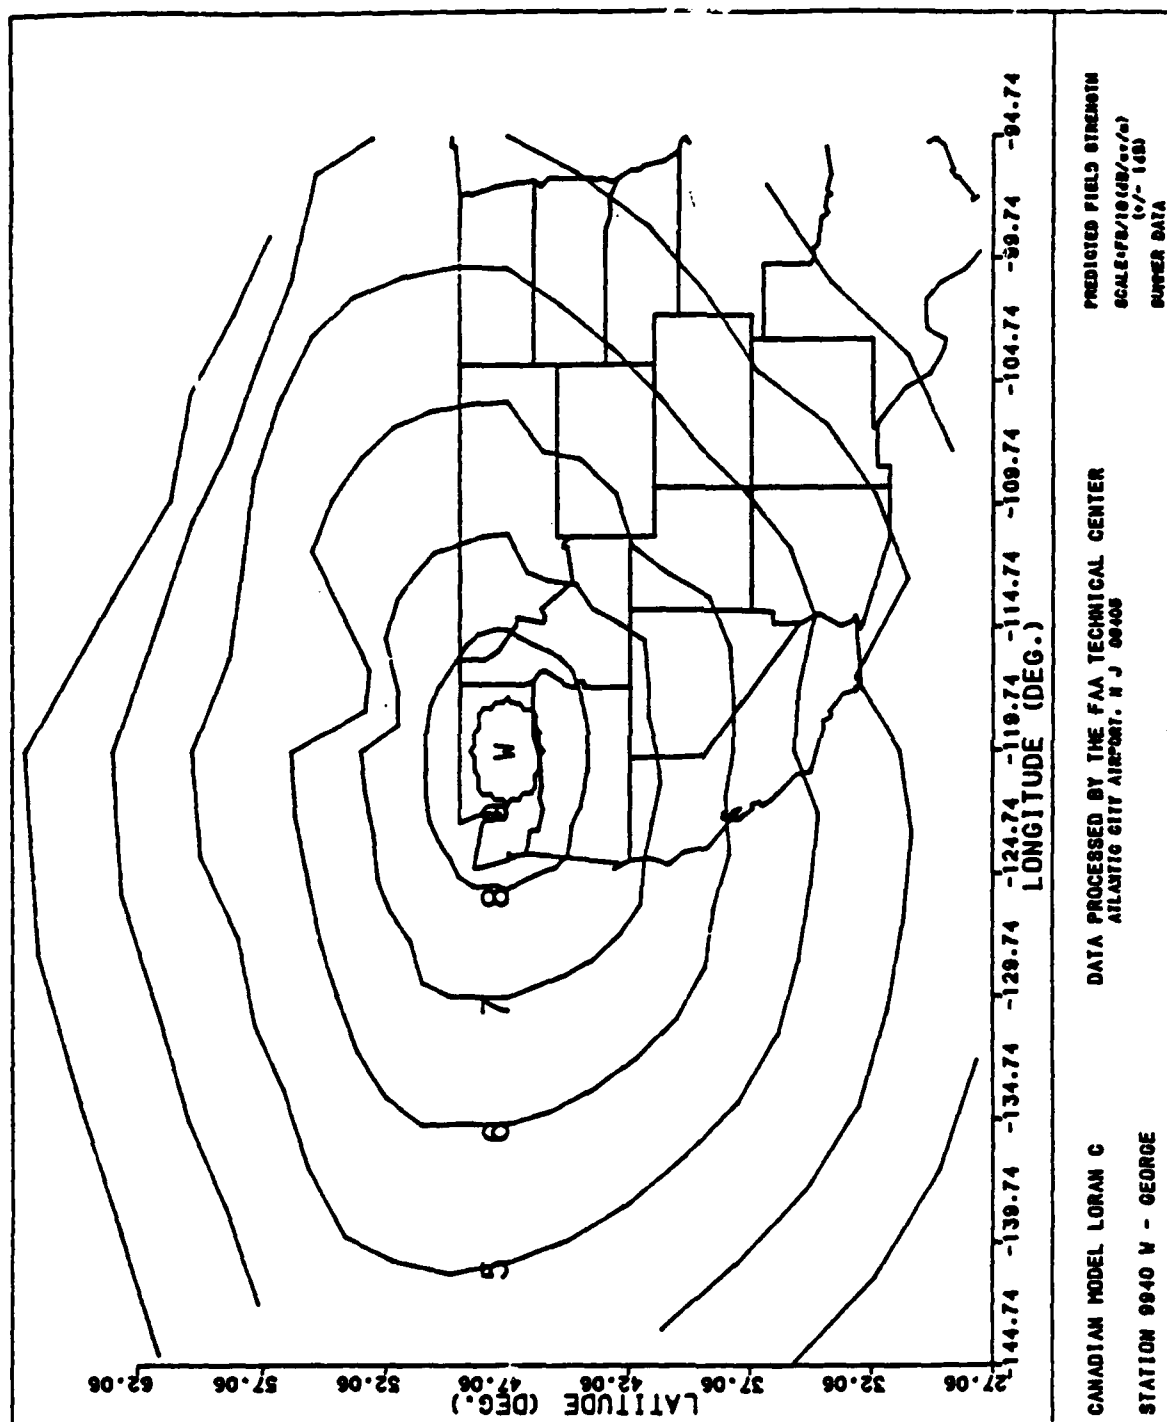 62.06
57.06
52.06
47.06
42.06
37.06
32.06
27.06
LATITUDE (DEG.)
W
9
8
7
6
5
-144.74
-139.74
-134.74
-129.74
-124.74
-119.74
-114.74
-109.74
-104.74
-99.74
-94.74
LONGITUDE (DEG.)
CANADIAN MODEL LORAN C
STATION 9940 W - GEORGE
DATA PROCESSED BY THE FAA TECHNICAL CENTER
ATLANTIC CITY AIRPORT. N J 08405
PREDICTED FIELD STRENGTH
(+/- 1dB)
SUMMER DATA